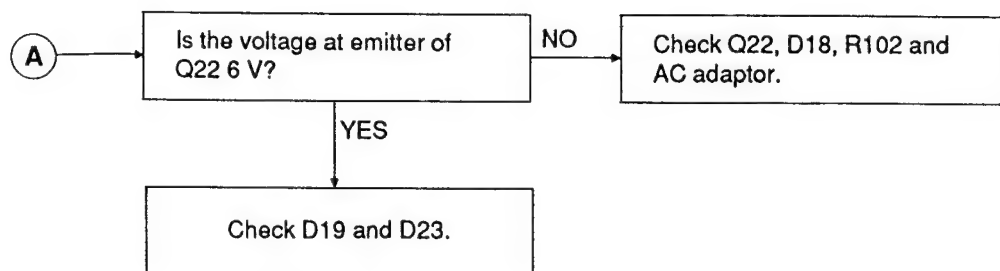 A
Is the voltage at emitter of
Q22 6 V?
NO
Check Q22, D18, R102 and
AC adaptor.
YES
Check D19 and D23.